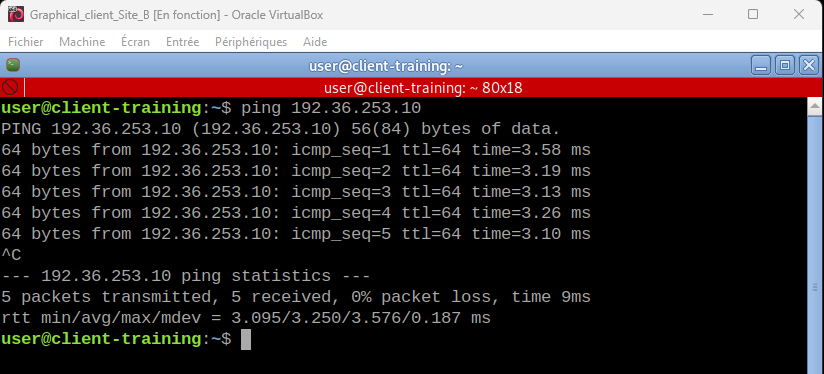 Graphical_client_Site_B [En fonction] - Oracle VirtualBox
Fichier Machine Écran Entrée Périphériques Aide
user@client-training: ~
user@client-training: ~ 80x18
user@client-training:~$ ping 192.36.253.10
PING 192.36.253.10 (192.36.253.10) 56(84) bytes of data.
64 bytes from 192.36.253.10: icmp_seq=1 ttl=64 time=3.58 ms
64 bytes from 192.36.253.10: icmp_seq=2 ttl=64 time=3.19 ms
64 bytes from 192.36.253.10: icmp_seq=3 ttl=64 time=3.13 ms
64 bytes from 192.36.253.10: icmp_seq=4 ttl=64 time=3.26 ms
64 bytes from 192.36.253.10: icmp_seq=5 ttl=64 time=3.10 ms
^C
--- 192.36.253.10 ping statistics ---
5 packets transmitted, 5 received, 0% packet loss, time 9ms
rtt min/avg/max/mdev = 3.095/3.250/3.576/0.187 ms
user@client-training:~$